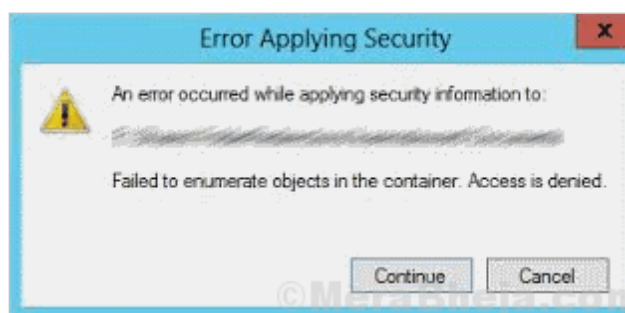 Error Applying Security
x
An error occurred while applying security information to:
Failed to enumerate objects in the container. Access is denied.
Continue
Cancel
©MeraBheja.com